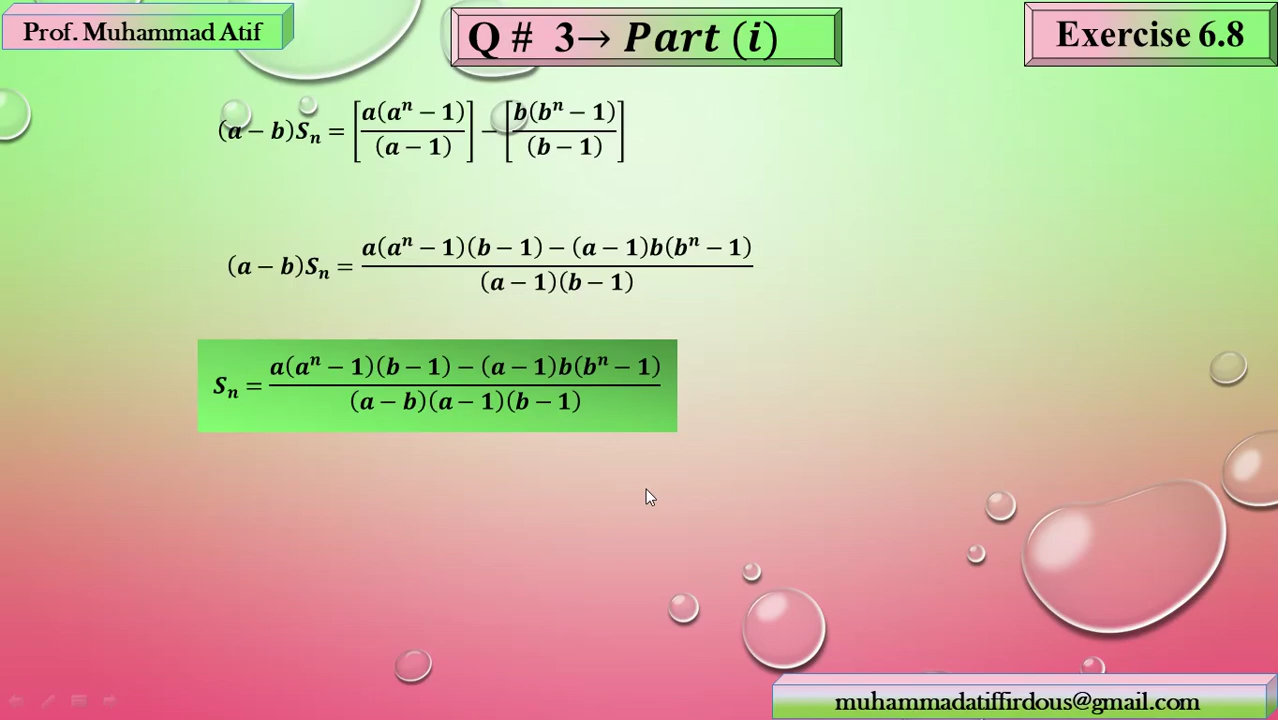 Prof. Muhammad Atif
Q # 3→ Part (i)
Exercise 6.8
(a − b)Sₙ = [a(aⁿ − 1)/(a − 1)] − [b(bⁿ − 1)/(b − 1)]
(a − b)Sₙ = a(aⁿ − 1)(b − 1) − (a − 1)b(bⁿ − 1)/(a − 1)(b − 1)
Sₙ = a(aⁿ − 1)(b − 1) − (a − 1)b(bⁿ − 1)/(a − b)(a − 1)(b − 1)
muhammadatiffirdous@gmail.com